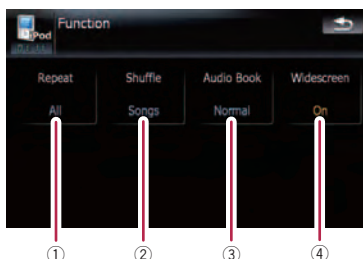 Function
iPod
Repeat Shuffle Audio Book Widescreen
All Songs Normal On
① ② ③ ④